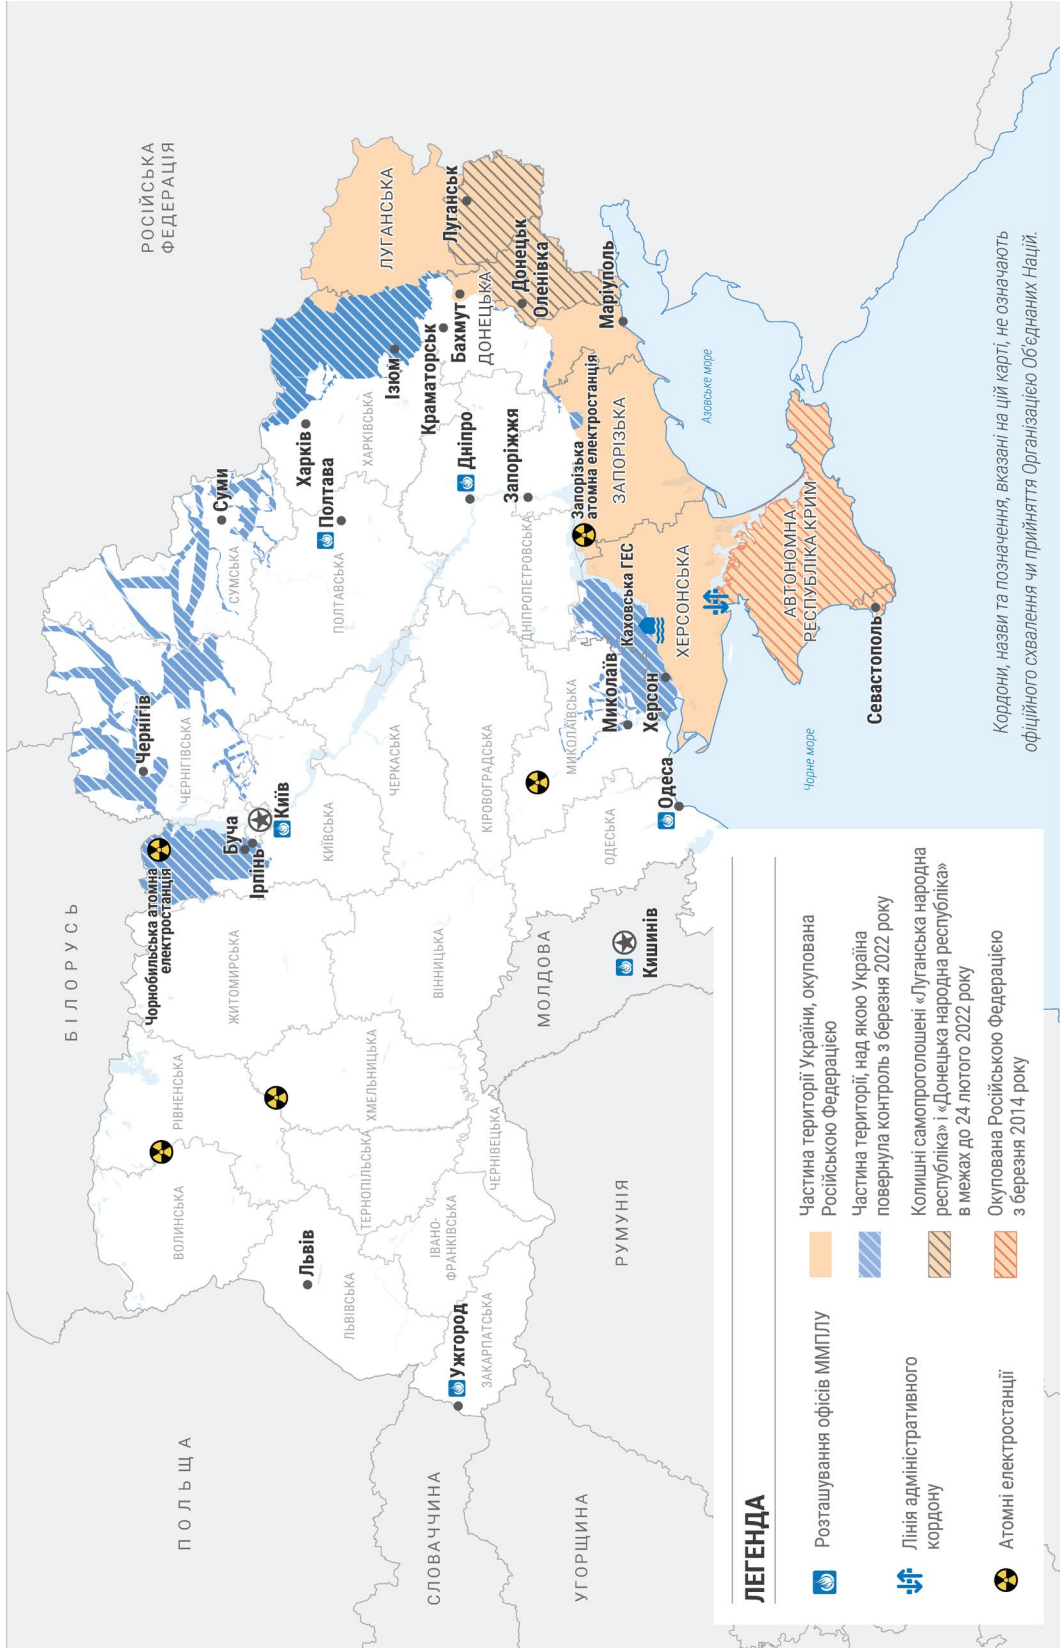 РОСІЙСЬКА
ФЕДЕРАЦІЯ
БІЛОРУСЬ
ПОЛЬЩА
СЛОВАЧЧИНА
УГОРЩИНА
РУМУНІЯ
МОЛДОВА
Чорнобильська атомна
електростанція
Чернігів
Суми
Буча
Ірпінь
Київ
Харків
Полтава
Ізюм
Краматорськ
Бахмут
Луганськ
Донецьк
Оленівка
Маріуполь
Дніпро
Запоріжжя
Запорізька
атомна електростанція
Каховська ГЕС
Миколаїв
Херсон
Одеса
Кишинів
Севастополь
Львів
Ужгород
ВОЛИНСЬКА
РІВНЕНСЬКА
ЖИТОМИРСЬКА
КИЇВСЬКА
ЧЕРНІГІВСЬКА
СУМСЬКА
ПОЛТАВСЬКА
ХАРКІВСЬКА
ЛУГАНСЬКА
ДОНЕЦЬКА
ЛЬВІВСЬКА
ТЕРНОПІЛЬСЬКА
ХМЕЛЬНИЦЬКА
ВІННИЦЬКА
ЧЕРКАСЬКА
КІРОВОГРАДСЬКА
ДНІПРОПЕТРОВСЬКА
ЗАПОРІЗЬКА
ЗАКАРПАТСЬКА
ІВАНО-
ФРАНКІВСЬКА
ЧЕРНІВЕЦЬКА
ОДЕСЬКА
МИКОЛАЇВСЬКА
ХЕРСОНСЬКА
АВТОНОМНА
РЕСПУБЛІКА КРИМ
Азовське море
Чорне море
ЛЕГЕНДА
Розташування офісів ММПЛУ
Лінія адміністративного
кордону
Атомні електростанції
Частина території України, окупована
Російською Федерацією
Частина території, над якою Україна
повернула контроль з березня 2022 року
Колишні самопроголошені «Луганська народна
республіка» і «Донецька народна республіка»
в межах до 24 лютого 2022 року
Окупована Російською Федерацією
з березня 2014 року
Кордони, назви та позначення, вказані на цій карті, не означають
офіційного схвалення чи прийняття Організацією Об'єднаних Націй.